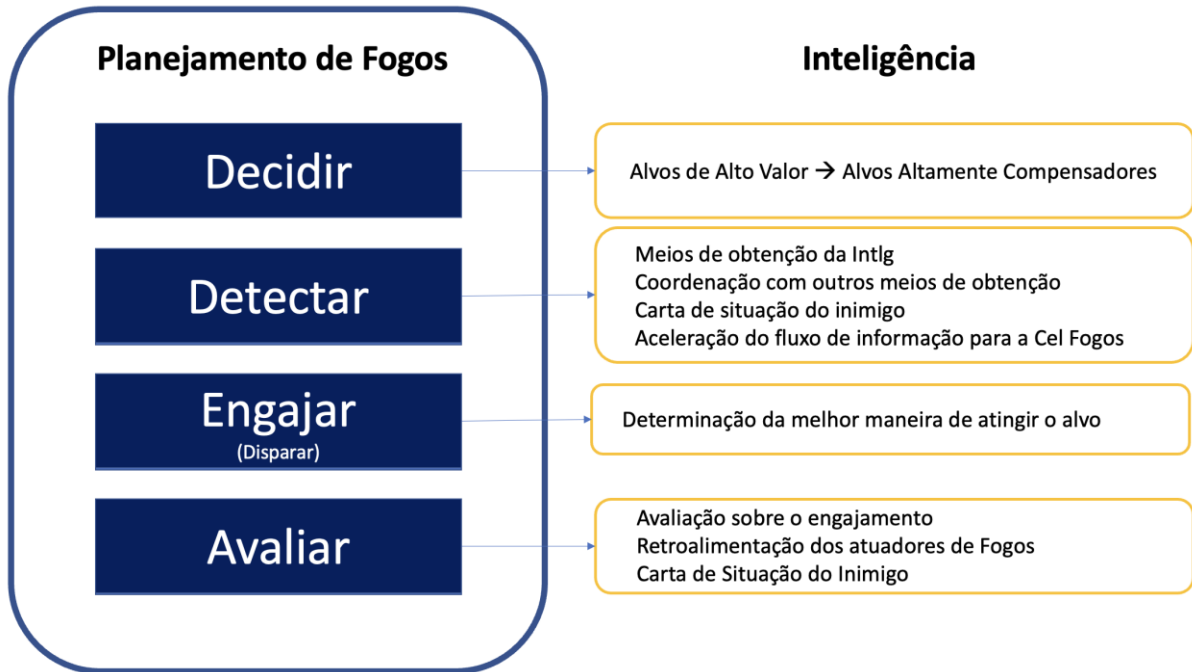 Planejamento de Fogos
Inteligência
Decidir
Alvos de Alto Valor → Alvos Altamente Compensadores
Detectar
Meios de obtenção da Intlg
Coordenação com outros meios de obtenção
Carta de situação do inimigo
Aceleração do fluxo de informação para a Cel Fogos
Engajar
(Disparar)
Determinação da melhor maneira de atingir o alvo
Avaliar
Avaliação sobre o engajamento
Retroalimentação dos atuadores de Fogos
Carta de Situação do Inimigo